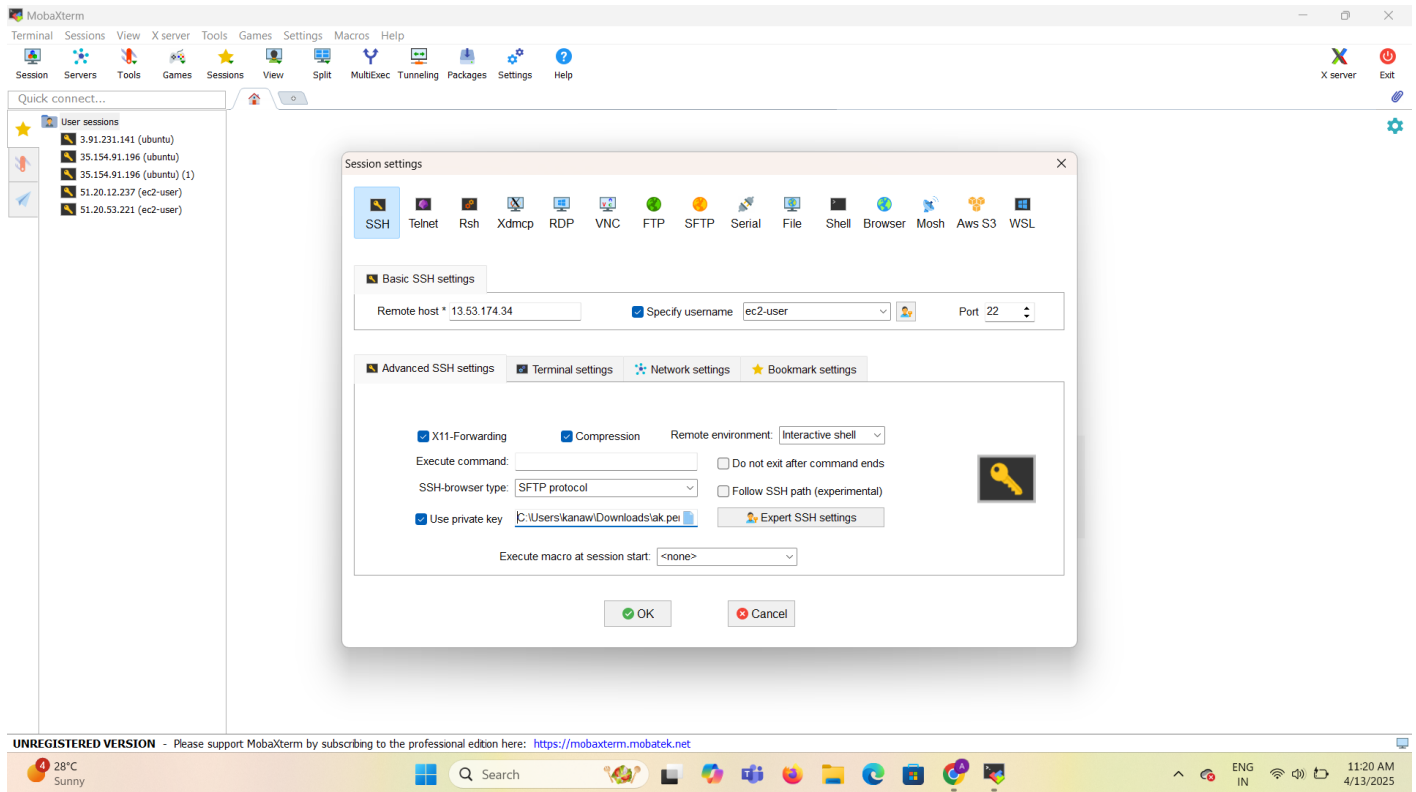 MobaXterm
Terminal Sessions View X server Tools Games Settings Macros Help
Session Servers Tools Games Sessions View Split MultiExec Tunneling Packages Settings Help X server Exit
Quick connect...
User sessions
3.91.231.141 (ubuntu)
35.154.91.196 (ubuntu)
35.154.91.196 (ubuntu) (1)
51.20.12.237 (ec2-user)
51.20.53.221 (ec2-user)
Session settings
SSH Telnet Rsh Xdmcp RDP VNC FTP SFTP Serial File Shell Browser Mosh Aws S3 WSL
Basic SSH settings
Remote host * 13.53.174.34 Specify username ec2-user Port 22
Advanced SSH settings Terminal settings Network settings Bookmark settings
X11-Forwarding Compression Remote environment: Interactive shell
Execute command: Do not exit after command ends
SSH-browser type: SFTP protocol Follow SSH path (experimental)
Use private key C:\Users\kanaw\Downloads\ak.per Expert SSH settings
Execute macro at session start: <none>
OK Cancel
UNREGISTERED VERSION - Please support MobaXterm by subscribing to the professional edition here: https://mobaxterm.mobatek.net
4 28°C
Sunny
Search
A
ENG
IN
11:20 AM
4/13/2025